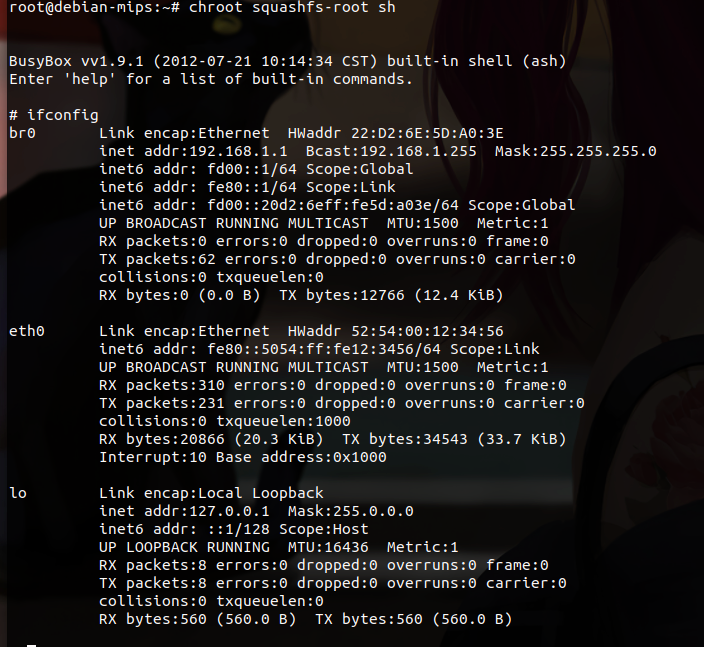 root@debian-mips:~# chroot squashfs-root sh
BusyBox vv1.9.1 (2012-07-21 10:14:34 CST) built-in shell (ash)
Enter 'help' for a list of built-in commands.
# ifconfig
br0       Link encap:Ethernet  HWaddr 22:D2:6E:5D:A0:3E
          inet addr:192.168.1.1  Bcast:192.168.1.255  Mask:255.255.255.0
          inet6 addr: fd00::1/64 Scope:Global
          inet6 addr: fe80::1/64 Scope:Link
          inet6 addr: fd00::20d2:6eff:fe5d:a03e/64 Scope:Global
          UP BROADCAST RUNNING MULTICAST  MTU:1500  Metric:1
          RX packets:0 errors:0 dropped:0 overruns:0 frame:0
          TX packets:62 errors:0 dropped:0 overruns:0 carrier:0
          collisions:0 txqueuelen:0
          RX bytes:0 (0.0 B)  TX bytes:12766 (12.4 KiB)
eth0      Link encap:Ethernet  HWaddr 52:54:00:12:34:56
          inet6 addr: fe80::5054:ff:fe12:3456/64 Scope:Link
          UP BROADCAST RUNNING MULTICAST  MTU:1500  Metric:1
          RX packets:310 errors:0 dropped:0 overruns:0 frame:0
          TX packets:231 errors:0 dropped:0 overruns:0 carrier:0
          collisions:0 txqueuelen:1000
          RX bytes:20866 (20.3 KiB)  TX bytes:34543 (33.7 KiB)
          Interrupt:10 Base address:0x1000
lo        Link encap:Local Loopback
          inet addr:127.0.0.1  Mask:255.0.0.0
          inet6 addr: ::1/128 Scope:Host
          UP LOOPBACK RUNNING  MTU:16436  Metric:1
          RX packets:8 errors:0 dropped:0 overruns:0 frame:0
          TX packets:8 errors:0 dropped:0 overruns:0 carrier:0
          collisions:0 txqueuelen:0
          RX bytes:560 (560.0 B)  TX bytes:560 (560.0 B)